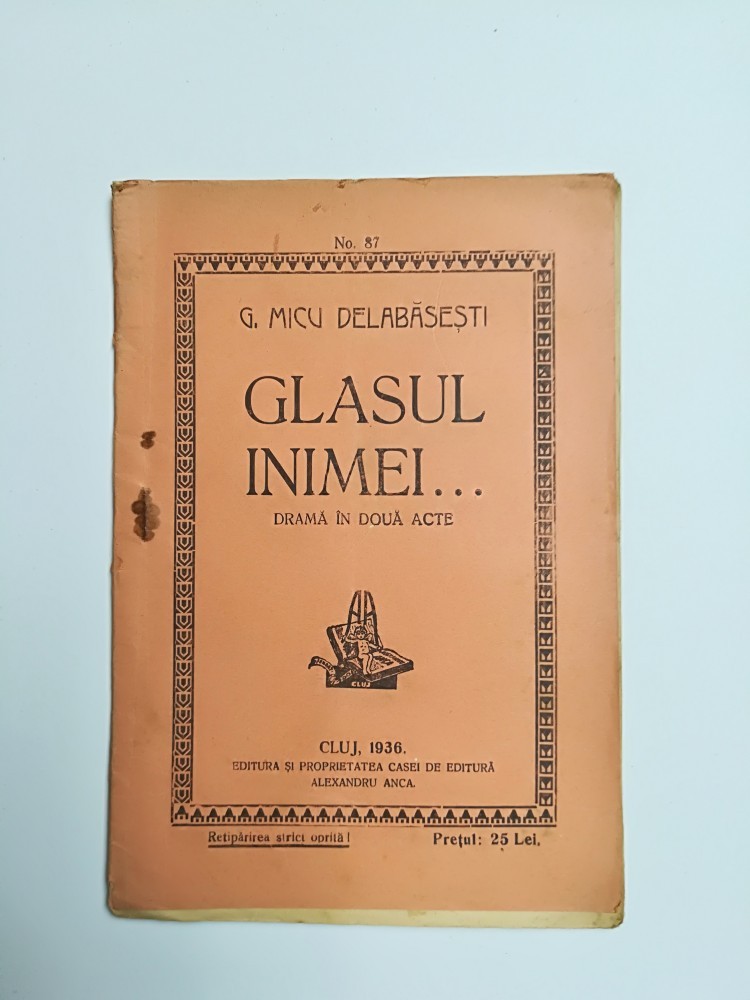 No. 87
G. MICU DELABĂSEȘTI
GLASUL
INIMEI...
DRAMĂ ÎN DOUĂ ACTE
CLUJ
CLUJ, 1936.
EDITURA ȘI PROPRIETATEA CASEI DE EDITURĂ
ALEXANDRU ANCA.
Retipărirea strict oprită!
Prețul: 25 Lei.